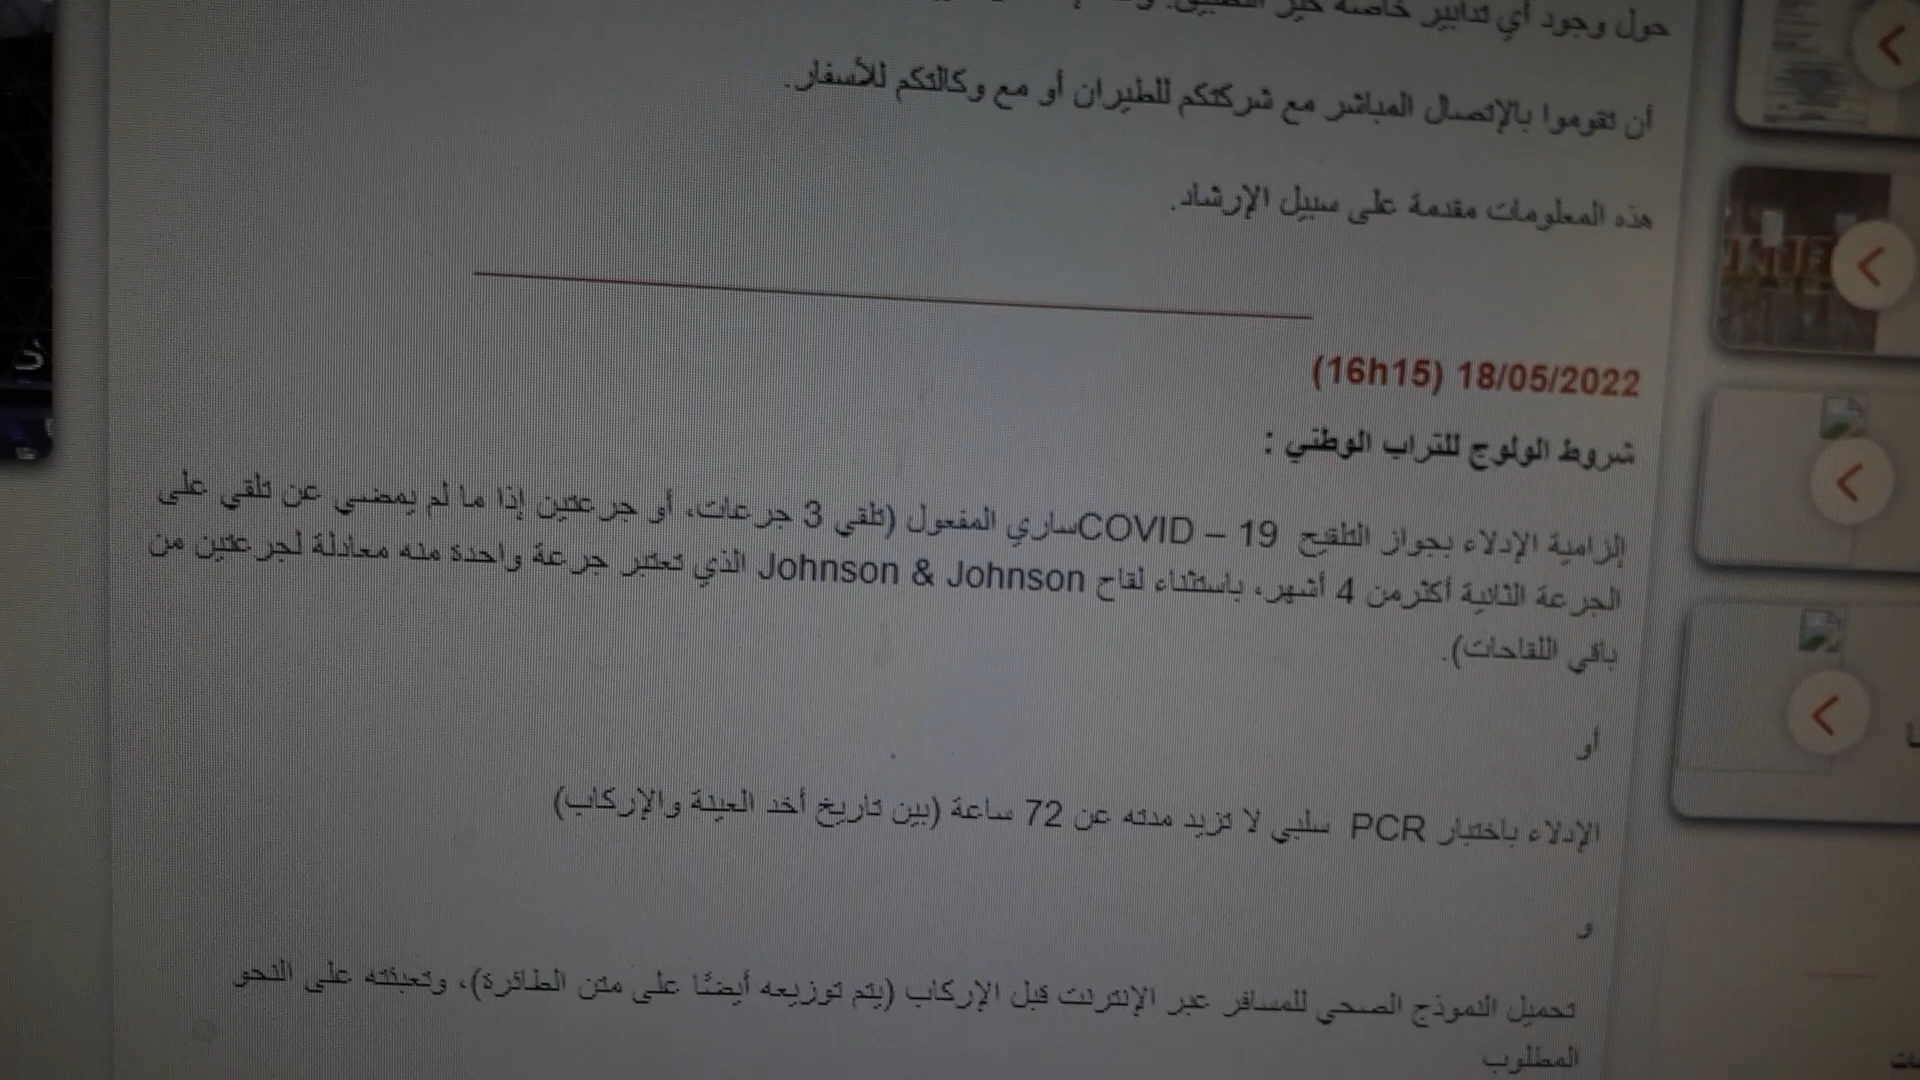 حول وجود أي تدابير خاصة حيز التطبيق.
أن تقوموا بالإتصال المباشر مع شركتكم للطيران أو مع وكالتكم للأسفار.
هذه المعلومات مقدمة على سبيل الإرشاد.
18/05/2022 (16h15)
شروط الولوج للتراب الوطني :
إلزامية الإدلاء بجواز التلقيح COVID – 19ساري المفعول (تلقي 3 جرعات، أو جرعتين إذا ما لم يمضي عن تلقي على
الجرعة الثانية أكثرمن 4 أشهر، باستثناء لقاح Johnson & Johnson الذي تعتبر جرعة واحدة منه معادلة لجرعتين من
باقي اللقاحات).
أو
الإدلاء باختبار PCR سلبي لا تزيد مدته عن 72 ساعة (بين تاريخ أخد العينة والإركاب)
و
تحميل النموذج الصحي للمسافر عبر الإنترنت قبل الإركاب (يتم توزيعه أيضًا على متن الطائرة)، وتعبئته على النحو
المطلوب